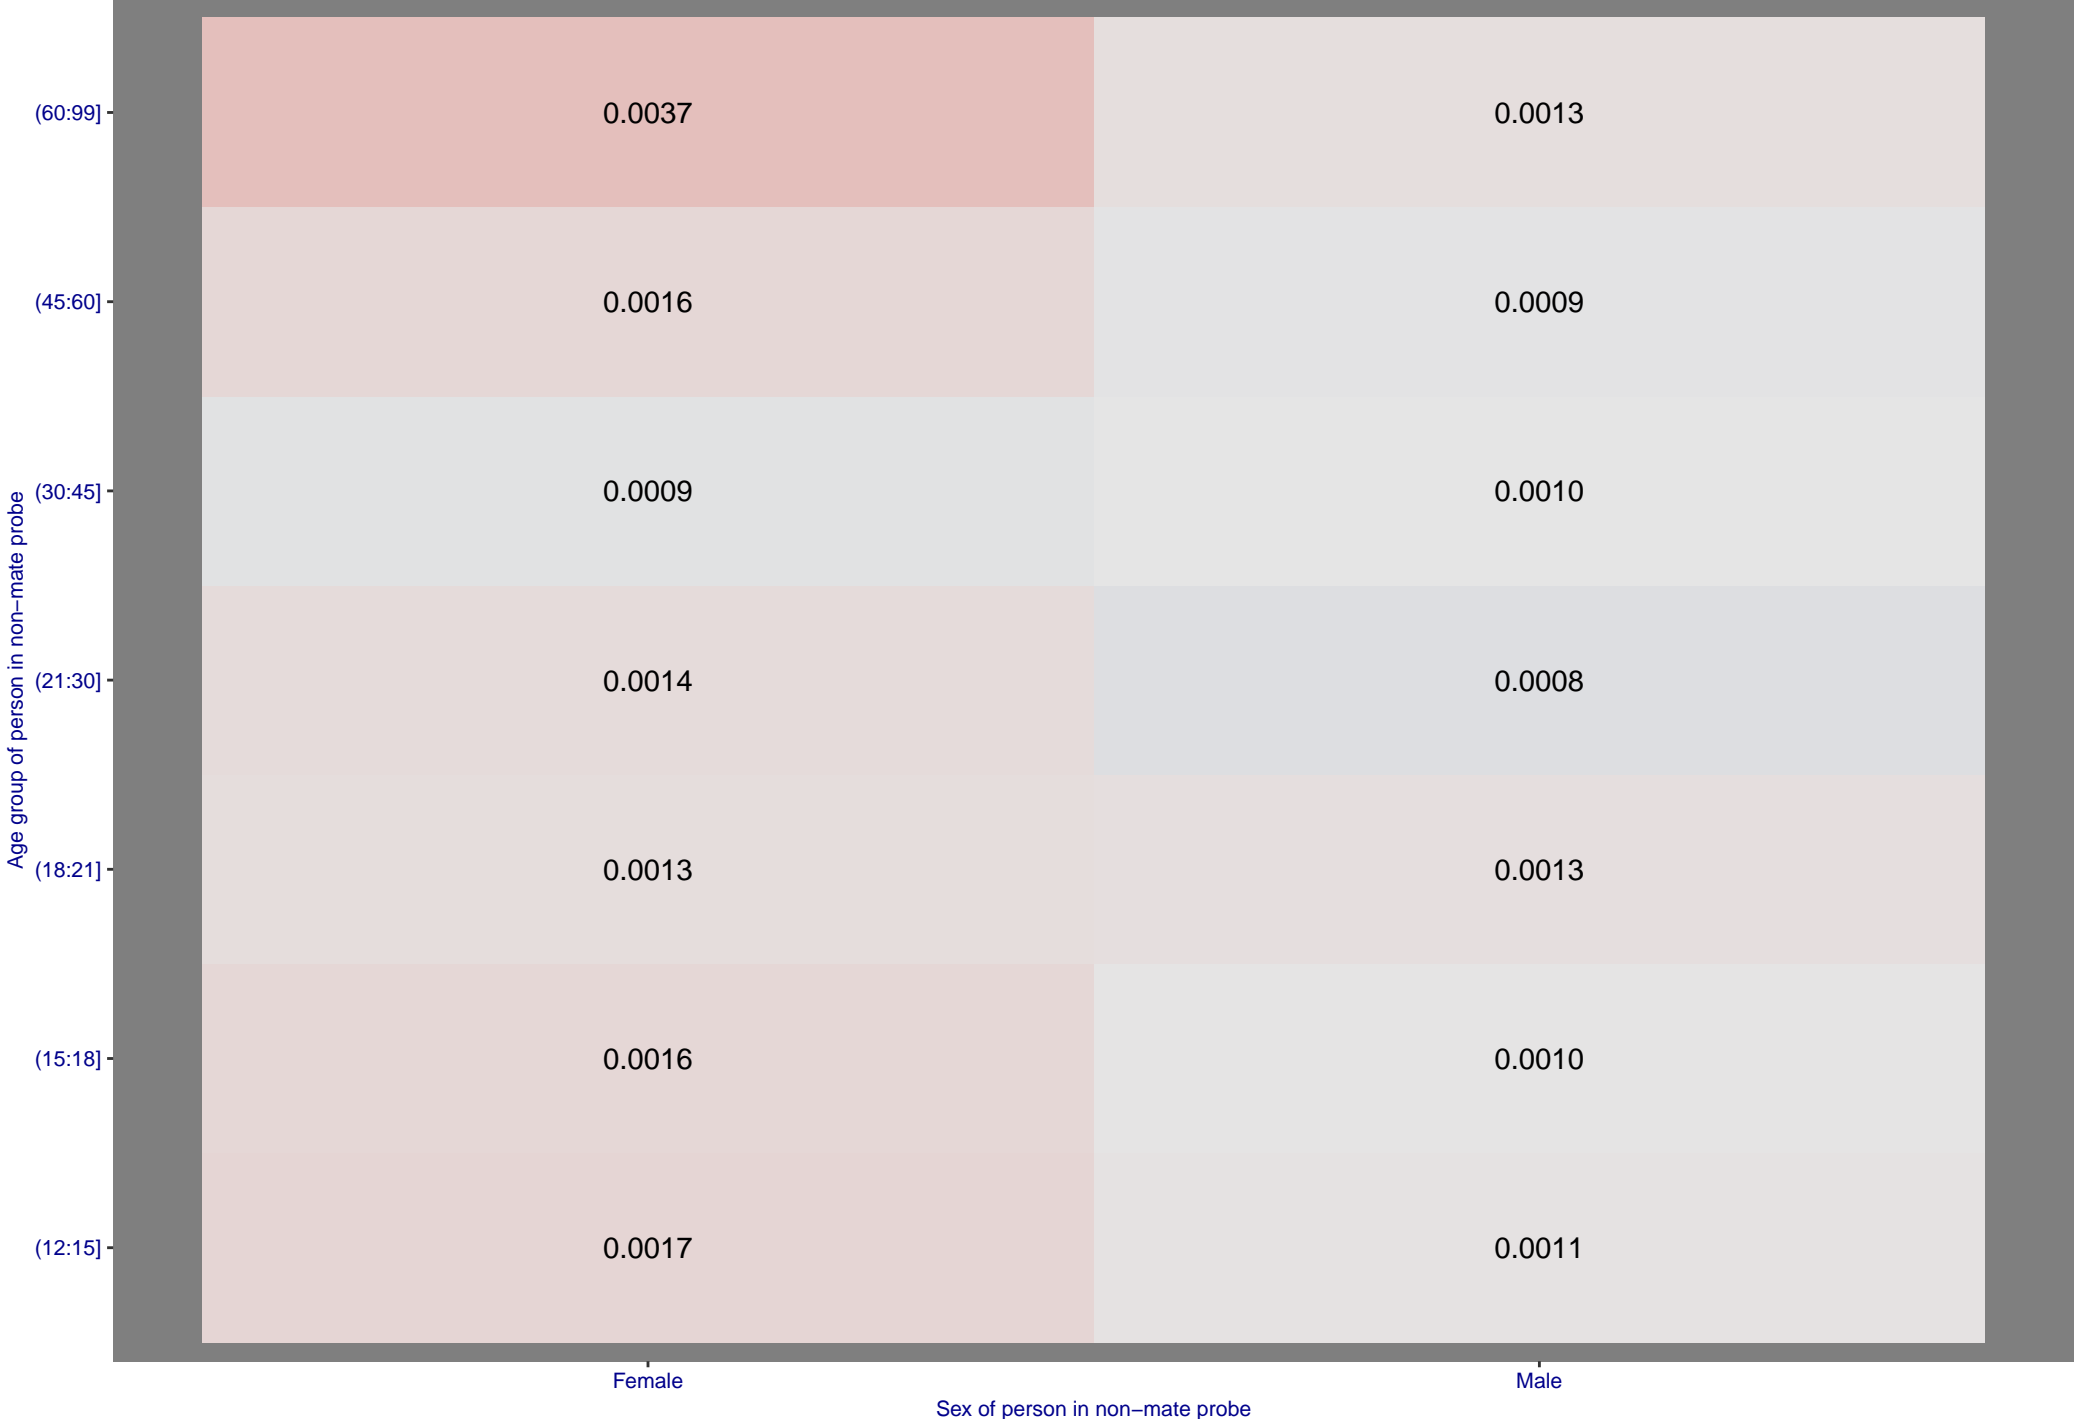 (60:99] 0.0037 0.0013
(45:60] 0.0016 0.0009
(30:45] 0.0009 0.0010
(21:30] 0.0014 0.0008
(18:21] 0.0013 0.0013
(15:18] 0.0016 0.0010
(12:15] 0.0017 0.0011
Age group of person in non−mate probe
Female Male
Sex of person in non−mate probe